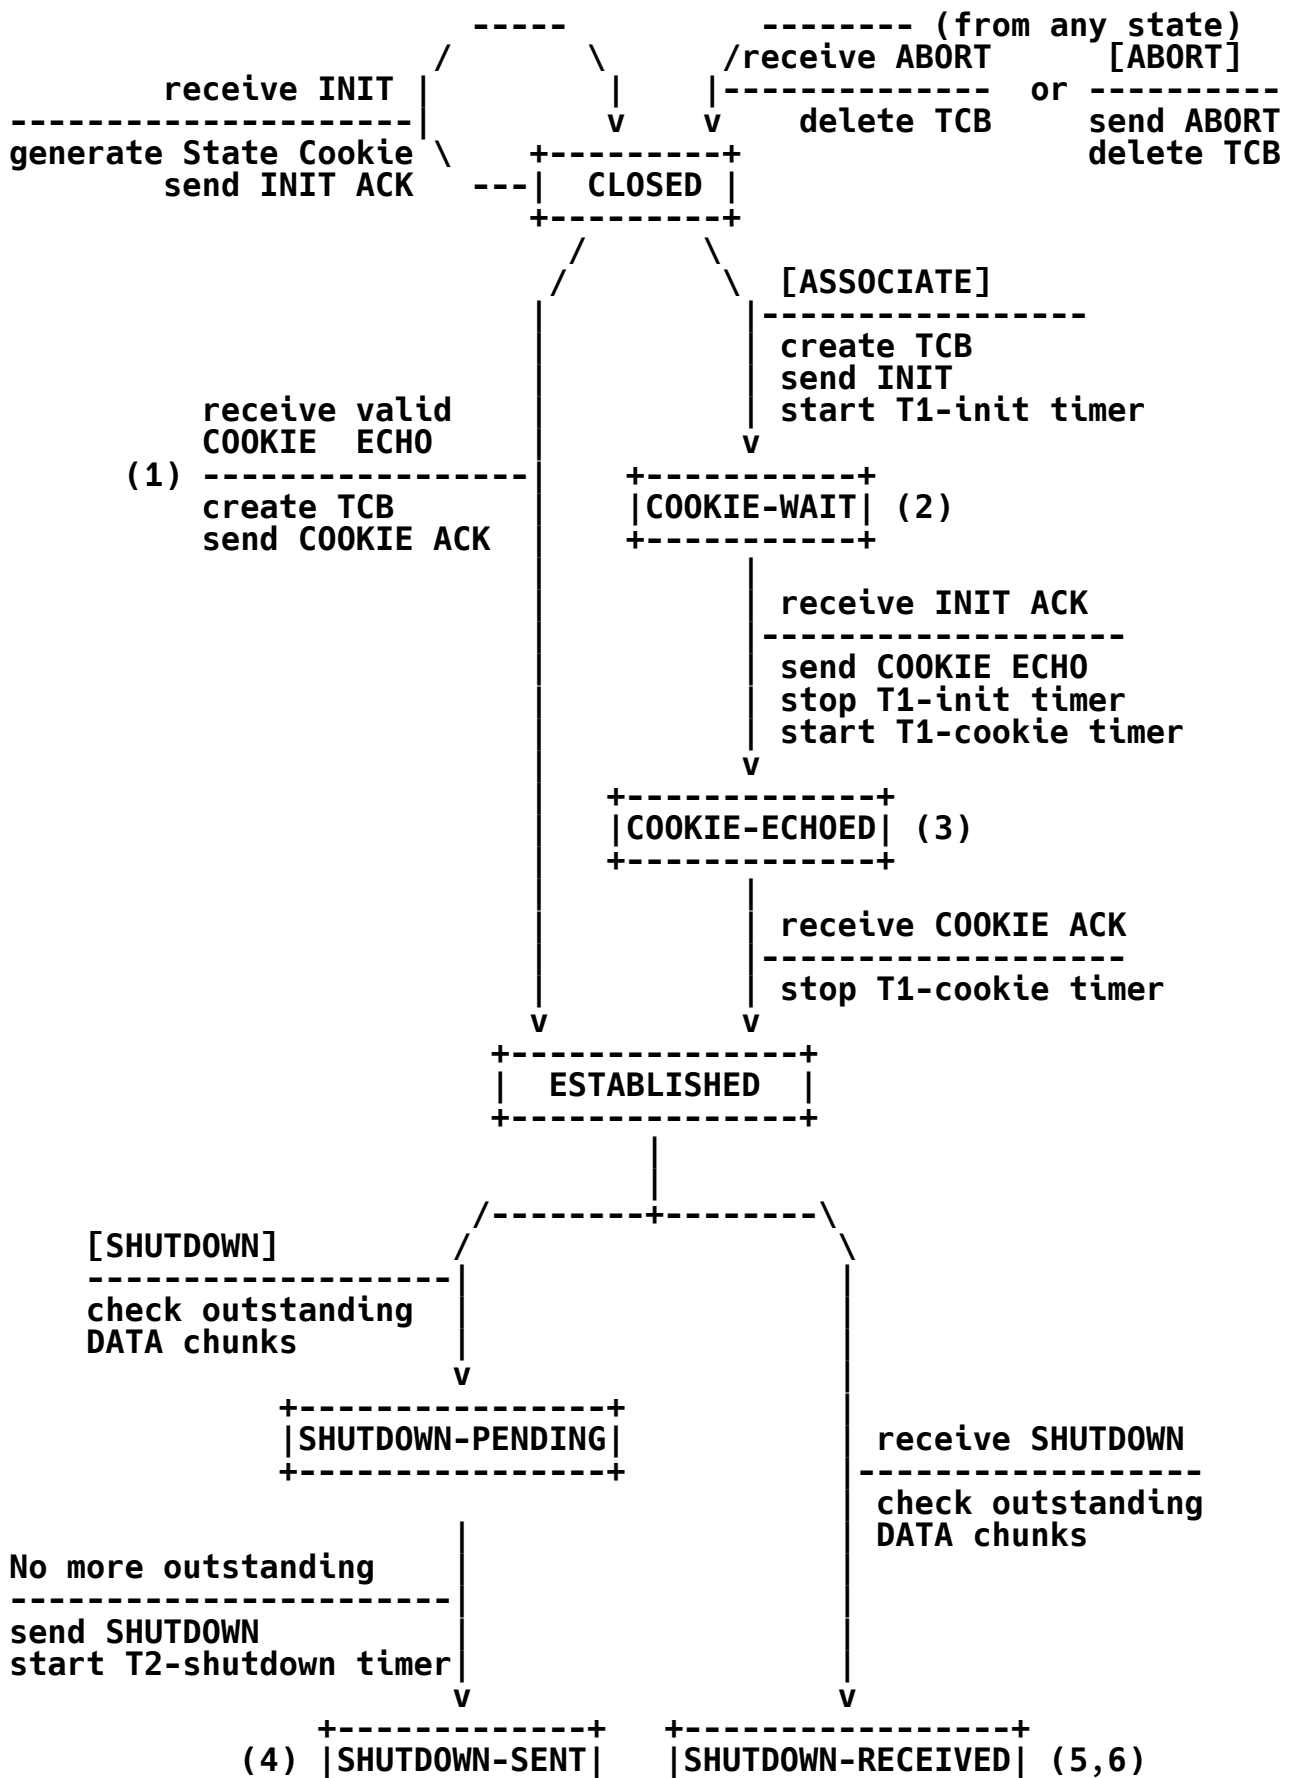 -----          -------- (from any state)
                      /       \      /receive ABORT      [ABORT]
        receive INIT |         |    |--------------  or ----------
---------------------|         v    v    delete TCB     send ABORT
generate State Cookie \    +---------+                  delete TCB
        send INIT ACK   ---|  CLOSED |
                           +---------+
                             /      \
                            /        \  [ASSOCIATE]
                           |          |-----------------
                           |          | create TCB
                           |          | send INIT
          receive valid    |          | start T1-init timer
          COOKIE  ECHO     |          v
      (1) -----------------|    +-----------+
          create TCB       |    |COOKIE-WAIT| (2)
          send COOKIE ACK  |    +-----------+
                           |          |
                           |          | receive INIT ACK
                           |          |-------------------
                           |          | send COOKIE ECHO
                           |          | stop T1-init timer
                           |          | start T1-cookie timer
                           |          v
                           |   +-------------+
                           |   |COOKIE-ECHOED| (3)
                           |   +-------------+
                           |          |
                           |          | receive COOKIE ACK
                           |          |-------------------
                           |          | stop T1-cookie timer
                           v          v
                         +---------------+
                         |  ESTABLISHED  |
                         +---------------+
                                 |
                                 |
                        /--------+--------\
    [SHUTDOWN]         /                   \
    -------------------|                   |
    check outstanding  |                   |
    DATA chunks        |                   |
                       v                   |
              +----------------+           |
              |SHUTDOWN-PENDING|           | receive SHUTDOWN
              +----------------+           |------------------
                                           | check outstanding
                       |                   | DATA chunks
No more outstanding    |                   |
-----------------------|                   |
send SHUTDOWN          |                   |
start T2-shutdown timer|                   |
                       v                   v
                +-------------+   +-----------------+
            (4) |SHUTDOWN-SENT|   |SHUTDOWN-RECEIVED| (5,6)